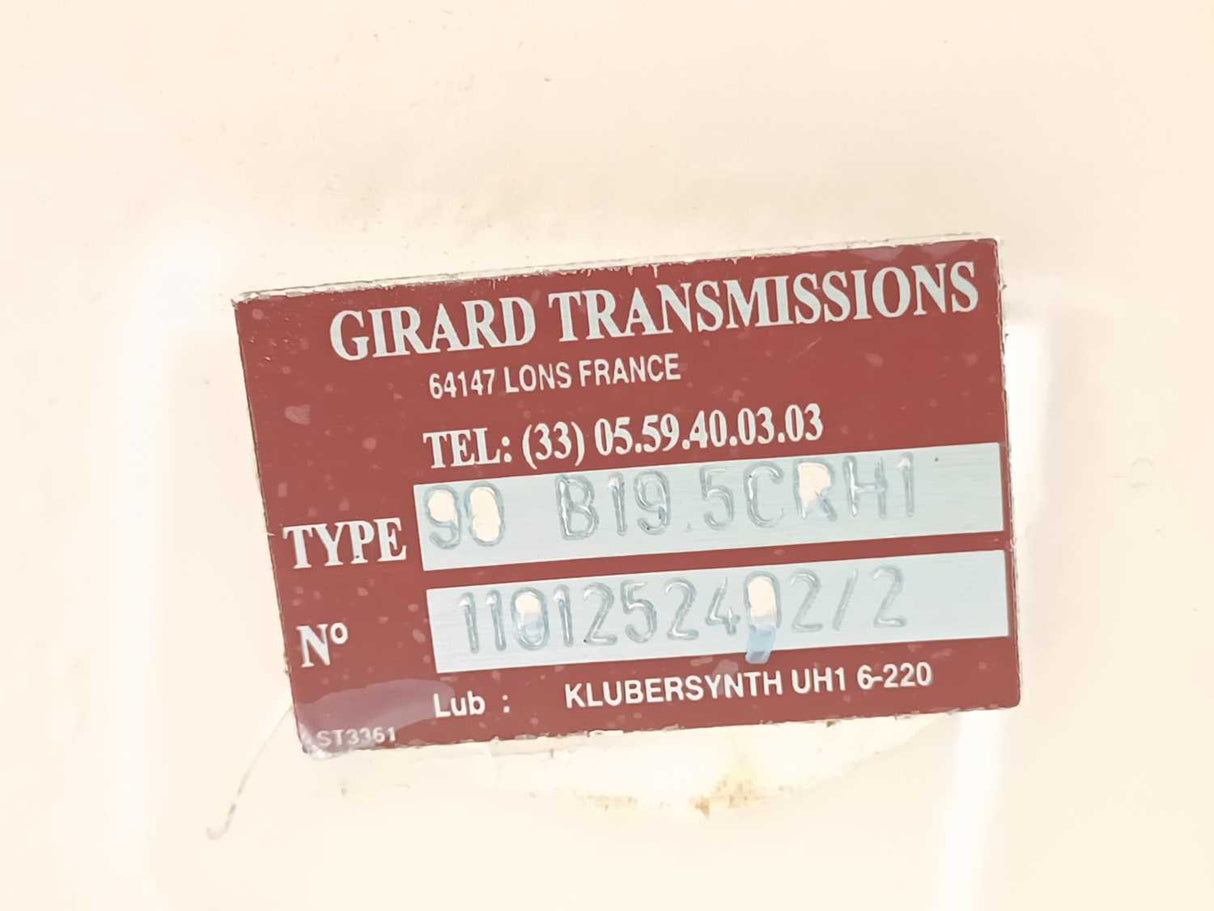 GIRARD TRANSMISSIONS
64147 LONS FRANCE
TEL: (33) 05.59.40.03.03
TYPE 90 B19.5CRH1
Nº 1101252402/2
Lub : KLUBERSYNTH UH1 6-220
ST3361